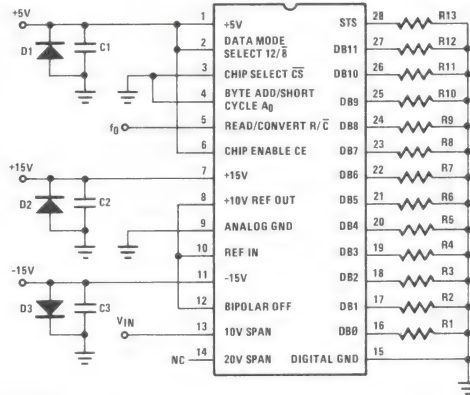 +5V
D1
C1
+15V
D2
C2
-15V
D3
C3
f0
VIN
NC
1 +5V
2 DATA MODE
SELECT 12/8̅
3 CHIP SELECT C̅S̅
4 BYTE ADD/SHORT
CYCLE A0
5 READ/CONVERT R/C̅
6 CHIP ENABLE CE
7 +15V
8 +10V REF OUT
9 ANALOG GND
10 REF IN
11 -15V
12 BIPOLAR OFF
13 10V SPAN
14 20V SPAN
STS 28 R13
DB11 27 R12
DB10 26 R11
DB9 25 R10
DB8 24 R9
DB7 23 R8
DB6 22 R7
DB5 21 R6
DB4 20 R5
DB3 19 R4
DB2 18 R3
DB1 17 R2
DB0 16 R1
DIGITAL GND 15